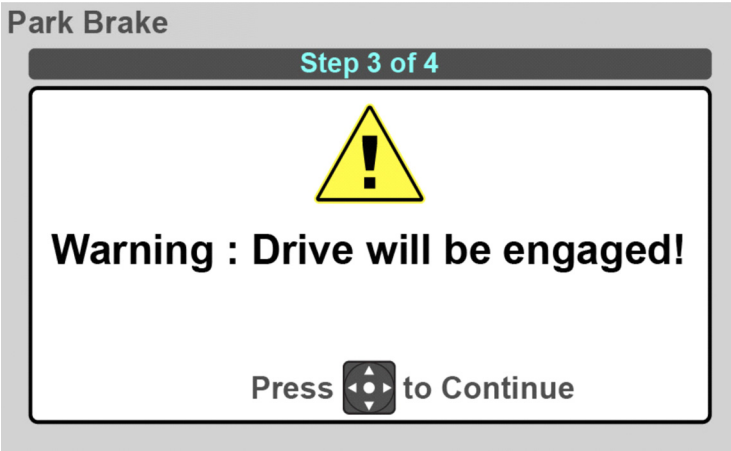 Park Brake
Step 3 of 4
!
Warning : Drive will be engaged!
Press to Continue